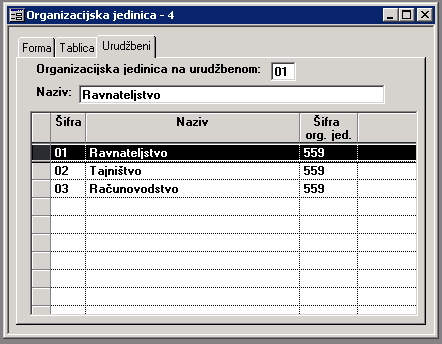 Organizacijska jedinica - 4
Forma Tablica Urudžbeni
Organizacijska jedinica na urudžbenom: 01
Naziv: Ravnateljstvo
Šifra Naziv Šifra org. jed.
01 Ravnateljstvo 559
02 Tajništvo 559
03 Računovodstvo 559